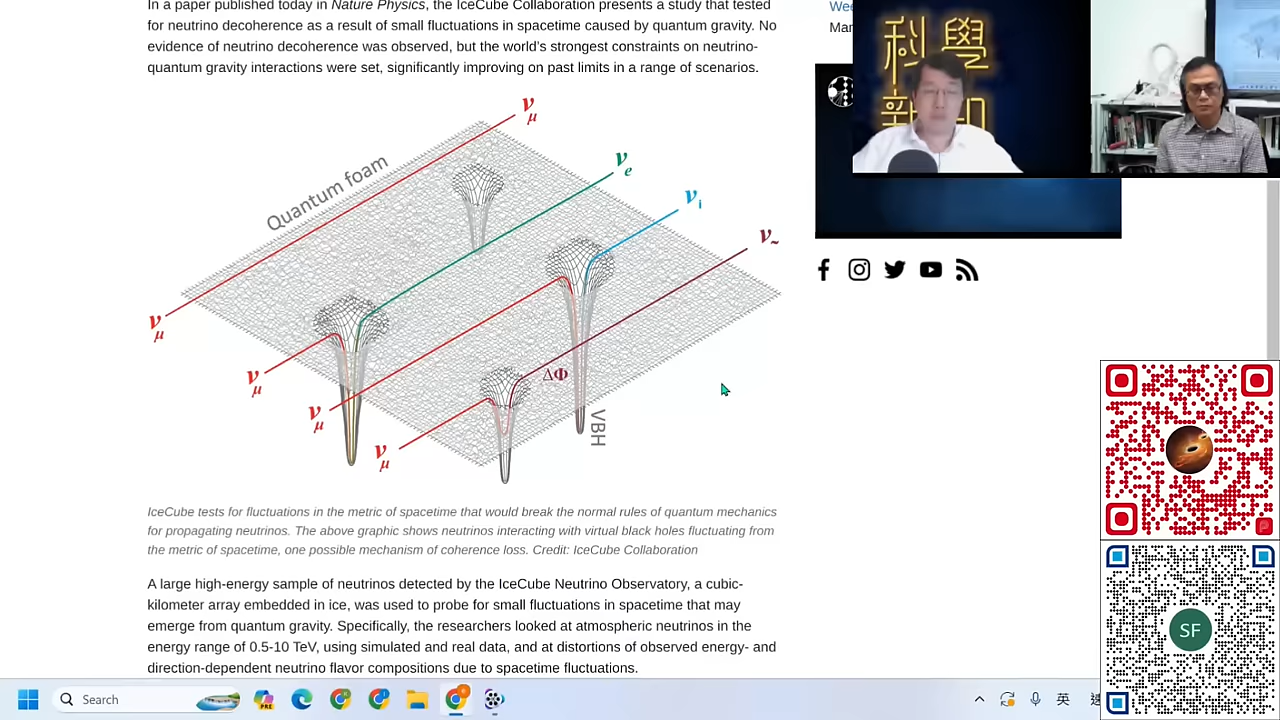 In a paper published today in Nature Physics, the IceCube Collaboration presents a study that tested
for neutrino decoherence as a result of small fluctuations in spacetime caused by quantum gravity. No
evidence of neutrino decoherence was observed, but the world's strongest constraints on neutrino-
quantum gravity interactions were set, significantly improving on past limits in a range of scenarios.
Wee
Mar
科學
新知
Quantum foam
νμ
νe
νi
ν~
νμ
νμ
νμ
νμ
ΔΦ
VBH
IceCube tests for fluctuations in the metric of spacetime that would break the normal rules of quantum mechanics
for propagating neutrinos. The above graphic shows neutrinos interacting with virtual black holes fluctuating from
the metric of spacetime, one possible mechanism of coherence loss. Credit: IceCube Collaboration
A large high-energy sample of neutrinos detected by the IceCube Neutrino Observatory, a cubic-
kilometer array embedded in ice, was used to probe for small fluctuations in spacetime that may
emerge from quantum gravity. Specifically, the researchers looked at atmospheric neutrinos in the
energy range of 0.5-10 TeV, using simulated and real data, and at distortions of observed energy- and
direction-dependent neutrino flavor compositions due to spacetime fluctuations.
SF
Search
英